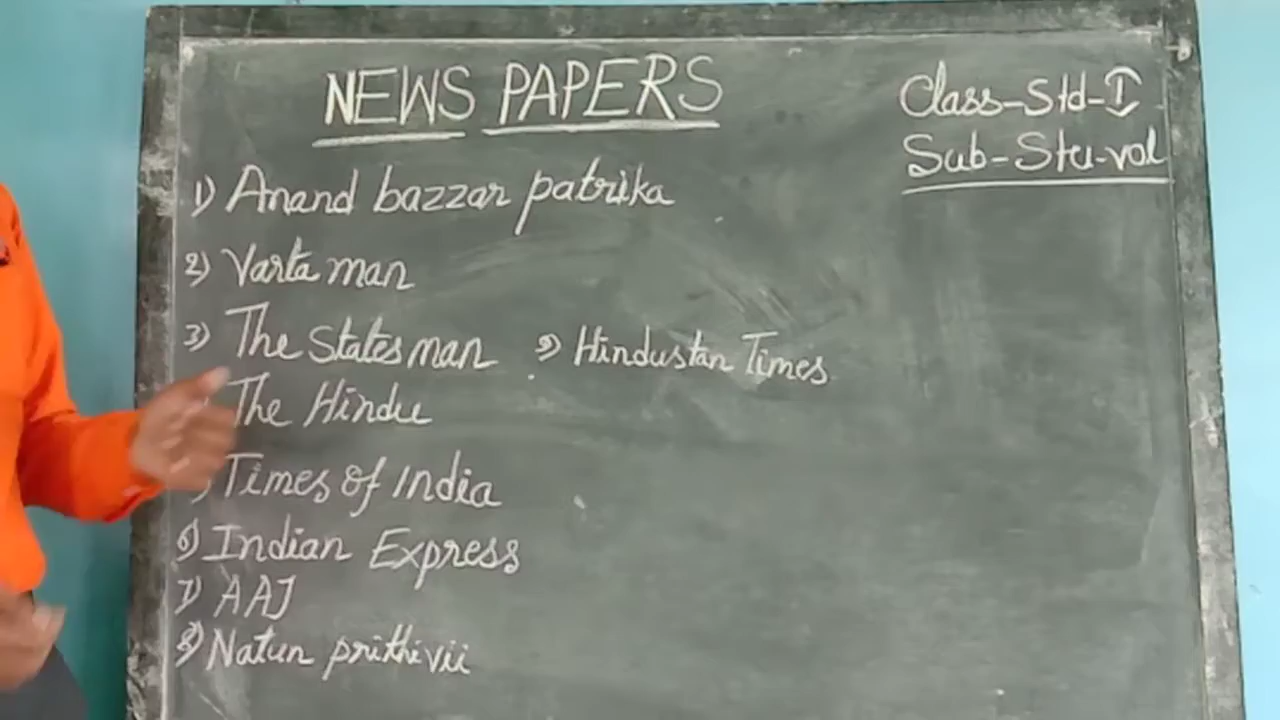 NEWS PAPERS
Class-Std-I
Sub-Stu-vol
1) Anand bazzar patrika
2) Varta man
3) The States man
The Hindu
) Times of India
6) Indian Express
7) AAJ
8) Natun prithivii
9) Hindustan Times